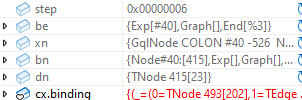 step 0x00000006
be {Exp[#40],Graph[],End[%3]}
xn {GqlNode COLON #40 -526 N
bn {Node#40:[415],Exp[],Graph
dn {TNode 415[23]}
cx.binding {(_=(0=TNode 493[202],1=TEdge